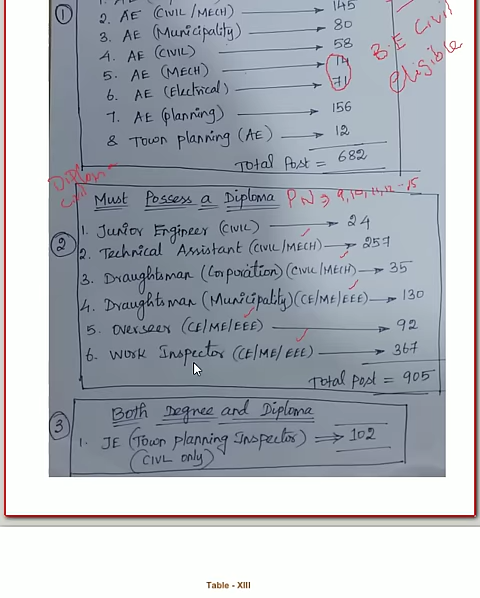 ①
2. AE (CIVIL/MECH) → 145
3. AE (Municipality) → 80
4. AE (CIVIL) → 58
5. AE (MECH) → 14
6. AE (Electrical) → 71
7. AE (planning) → 156
8 Town planning (AE) → 12
Total Post = 682
B.E Civil
eligible
Diploma
civil
Must Possess a Diploma P.N → 9,10,11,12-15
②
1. Junior Engineer (CIVIL) → 24
2. Technical Assistant (CIVIL/MECH) → 257
3. Draughtsman (Corporation)(CIVIL/MECH) → 35
4. Draughtsman (Municipality)(CE/ME/EEE) → 130
5. Overseer (CE/ME/EEE) → 92
6. Work Inspector (CE/ME/EEE) → 367
Total post = 905
③
Both Degree and Diploma
1. JE (Town planning Inspector) ⇒ 102
(CIVL only)
Table - XIII